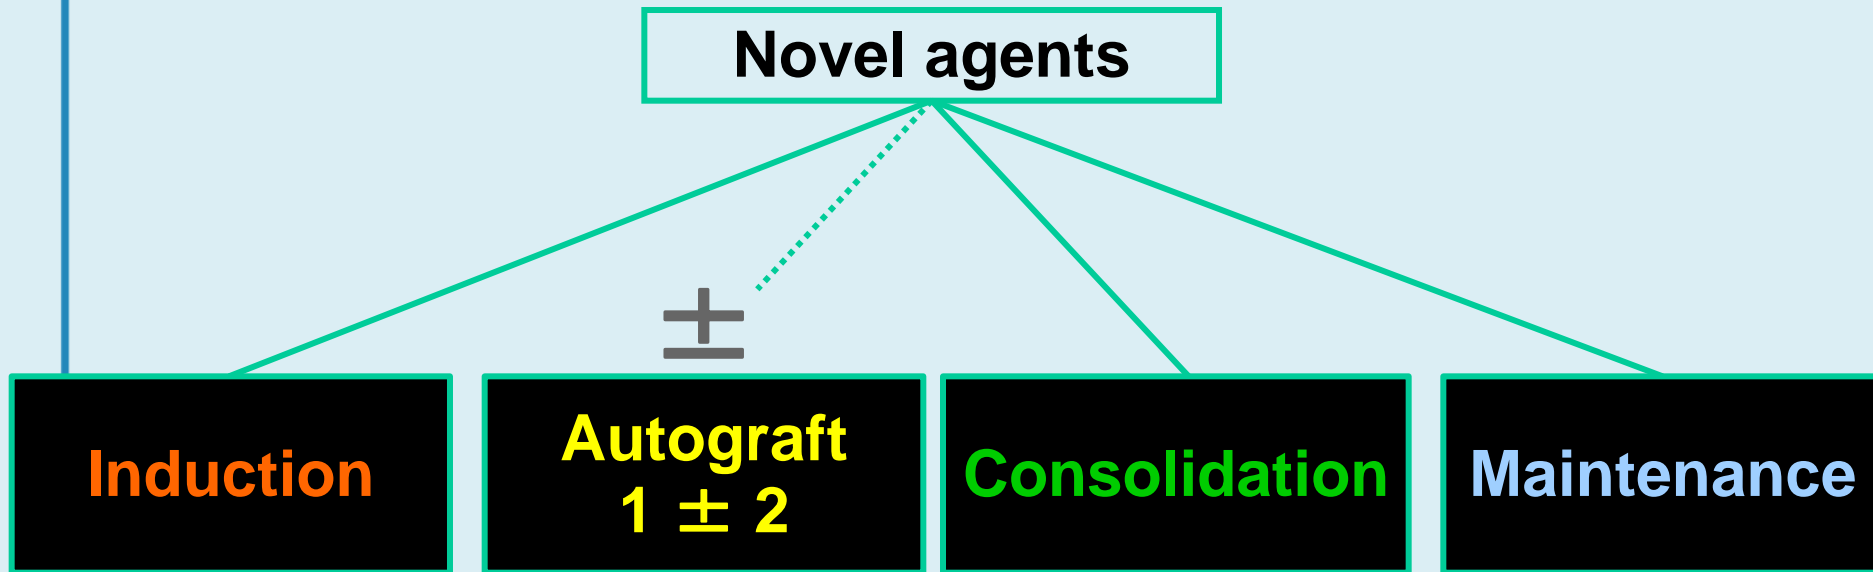 Novel agents
±
Induction
Autograft
1 ± 2
Consolidation
Maintenance